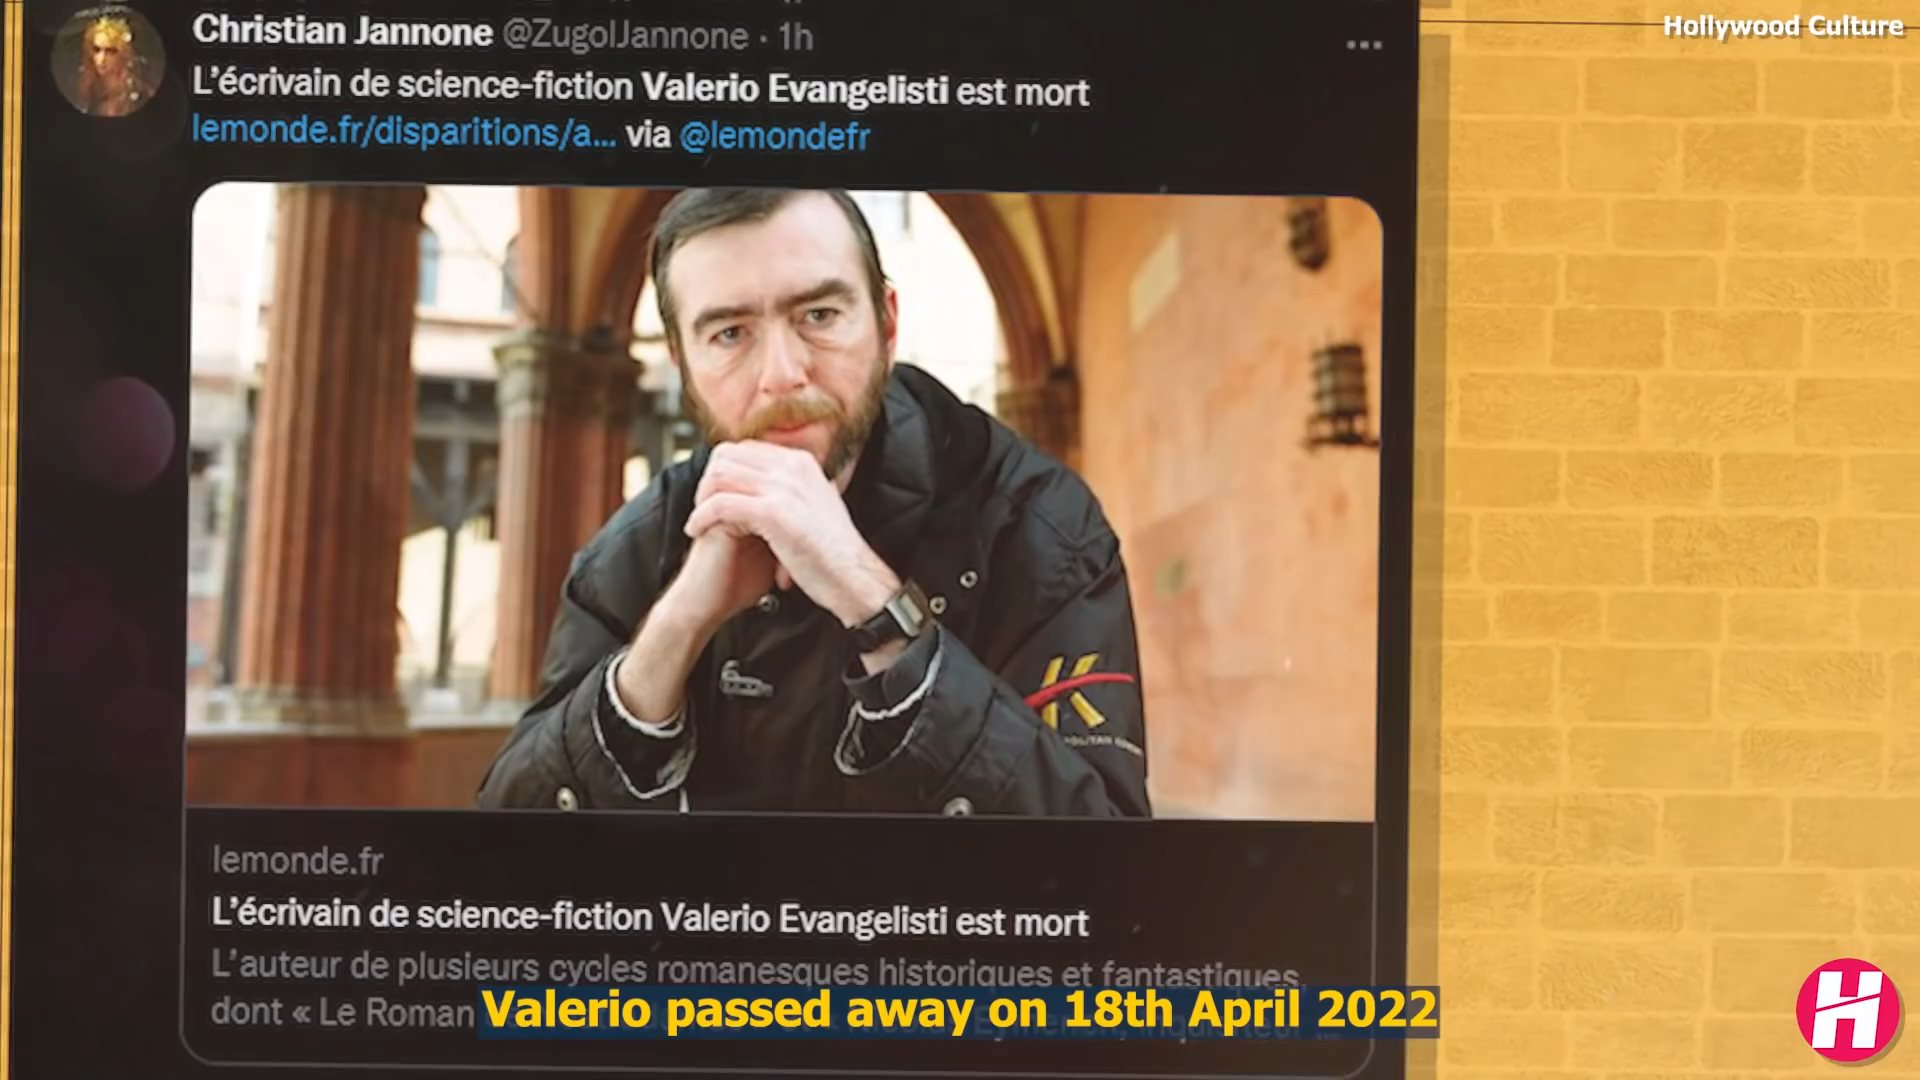 Hollywood Culture
Christian Jannone @ZugolJannone · 1h
L'écrivain de science-fiction Valerio Evangelisti est mort
lemonde.fr/disparitions/a... via @lemondefr
K
lemonde.fr
L'écrivain de science-fiction Valerio Evangelisti est mort
L'auteur de plusieurs cycles romanesques historiques et fantastiques,
dont « Le Roman
Valerio passed away on 18th April 2022
H